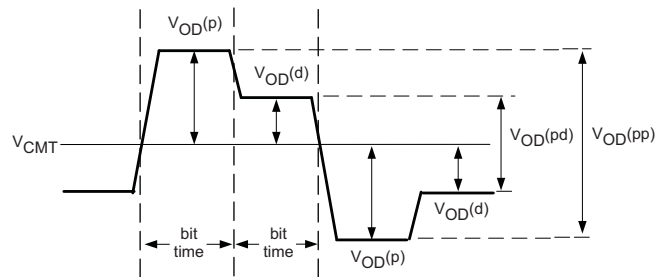 VOD(p)
VOD(d)
VCMT
VOD(pd)
VOD(pp)
VOD(d)
bit
time
bit
time
VOD(p)